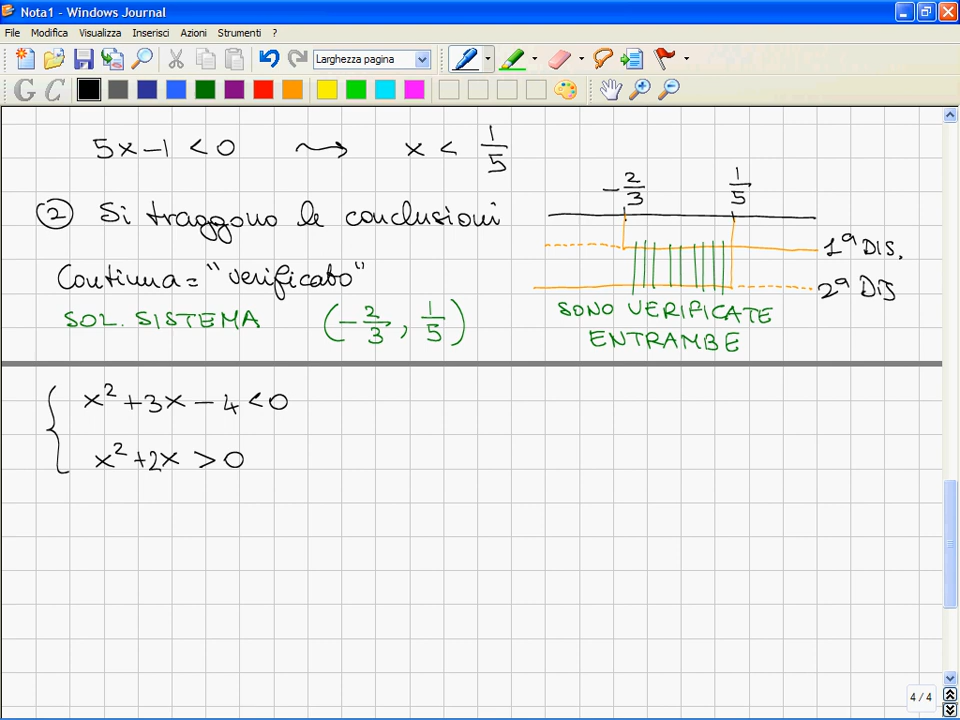 Nota1 - Windows Journal
File Modifica Visualizza Inserisci Azioni Strumenti ?
Larghezza pagina
G C
5x-1 < 0 ⇝ x < 1/5
② Si traggono le conclusioni
Continua = "verificato"
SOL. SISTEMA (-2/3, 1/5)
-2/3 1/5
1ª DIS.
2ª DIS
SONO VERIFICATE
ENTRAMBE
{ x² + 3x - 4 < 0
x² + 2x > 0
4 / 4